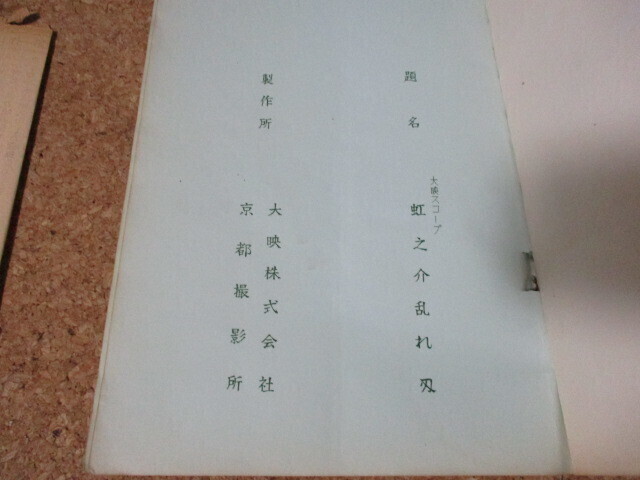 題名
大映スコープ
虹之介乱れ刄
製作所
大映株式会社
京都撮影所